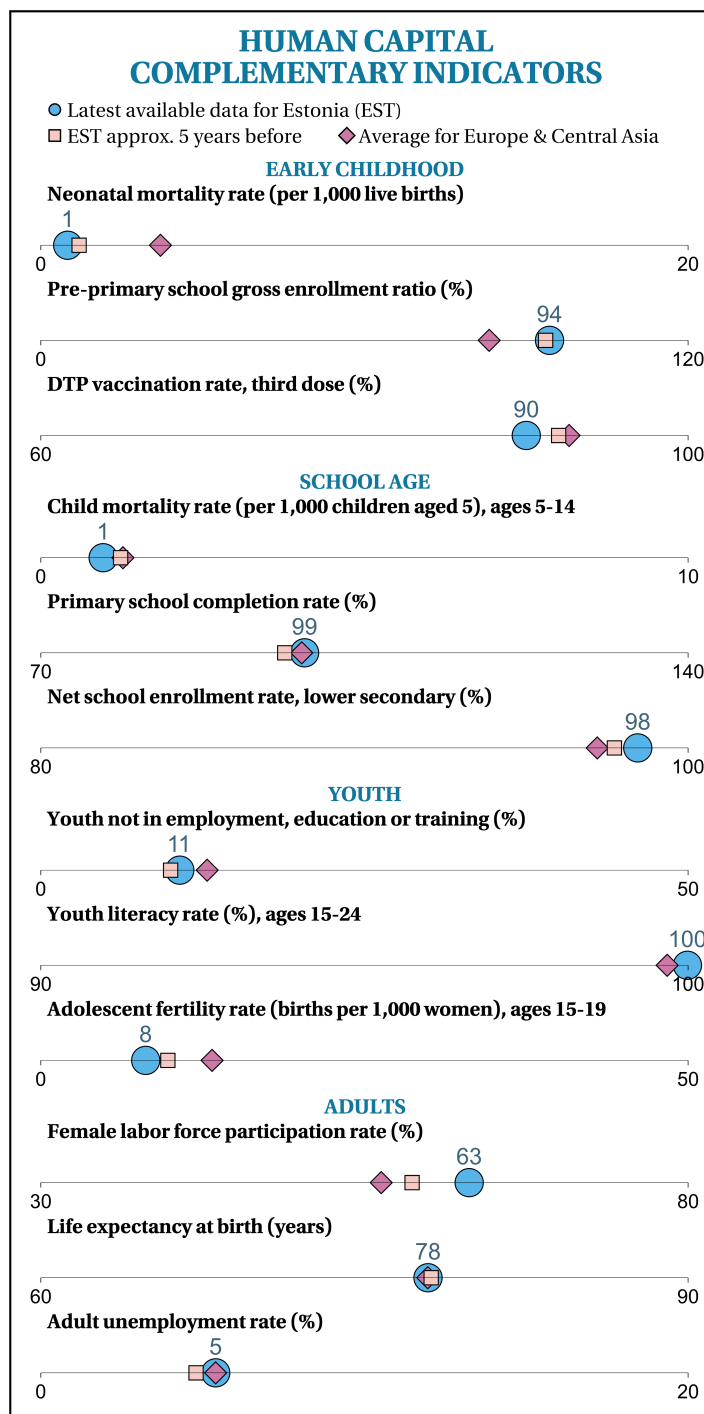 HUMAN CAPITAL
COMPLEMENTARY INDICATORS
Latest available data for Estonia (EST)
EST approx. 5 years before Average for Europe & Central Asia
EARLY CHILDHOOD
Neonatal mortality rate (per 1,000 live births)
1
0 20
Pre-primary school gross enrollment ratio (%)
94
0 120
DTP vaccination rate, third dose (%)
90
60 100
SCHOOL AGE
Child mortality rate (per 1,000 children aged 5), ages 5-14
1
0 10
Primary school completion rate (%)
99
70 140
Net school enrollment rate, lower secondary (%)
98
80 100
YOUTH
Youth not in employment, education or training (%)
11
0 50
Youth literacy rate (%), ages 15-24
100
90 100
Adolescent fertility rate (births per 1,000 women), ages 15-19
8
0 50
ADULTS
Female labor force participation rate (%)
63
30 80
Life expectancy at birth (years)
78
60 90
Adult unemployment rate (%)
5
0 20